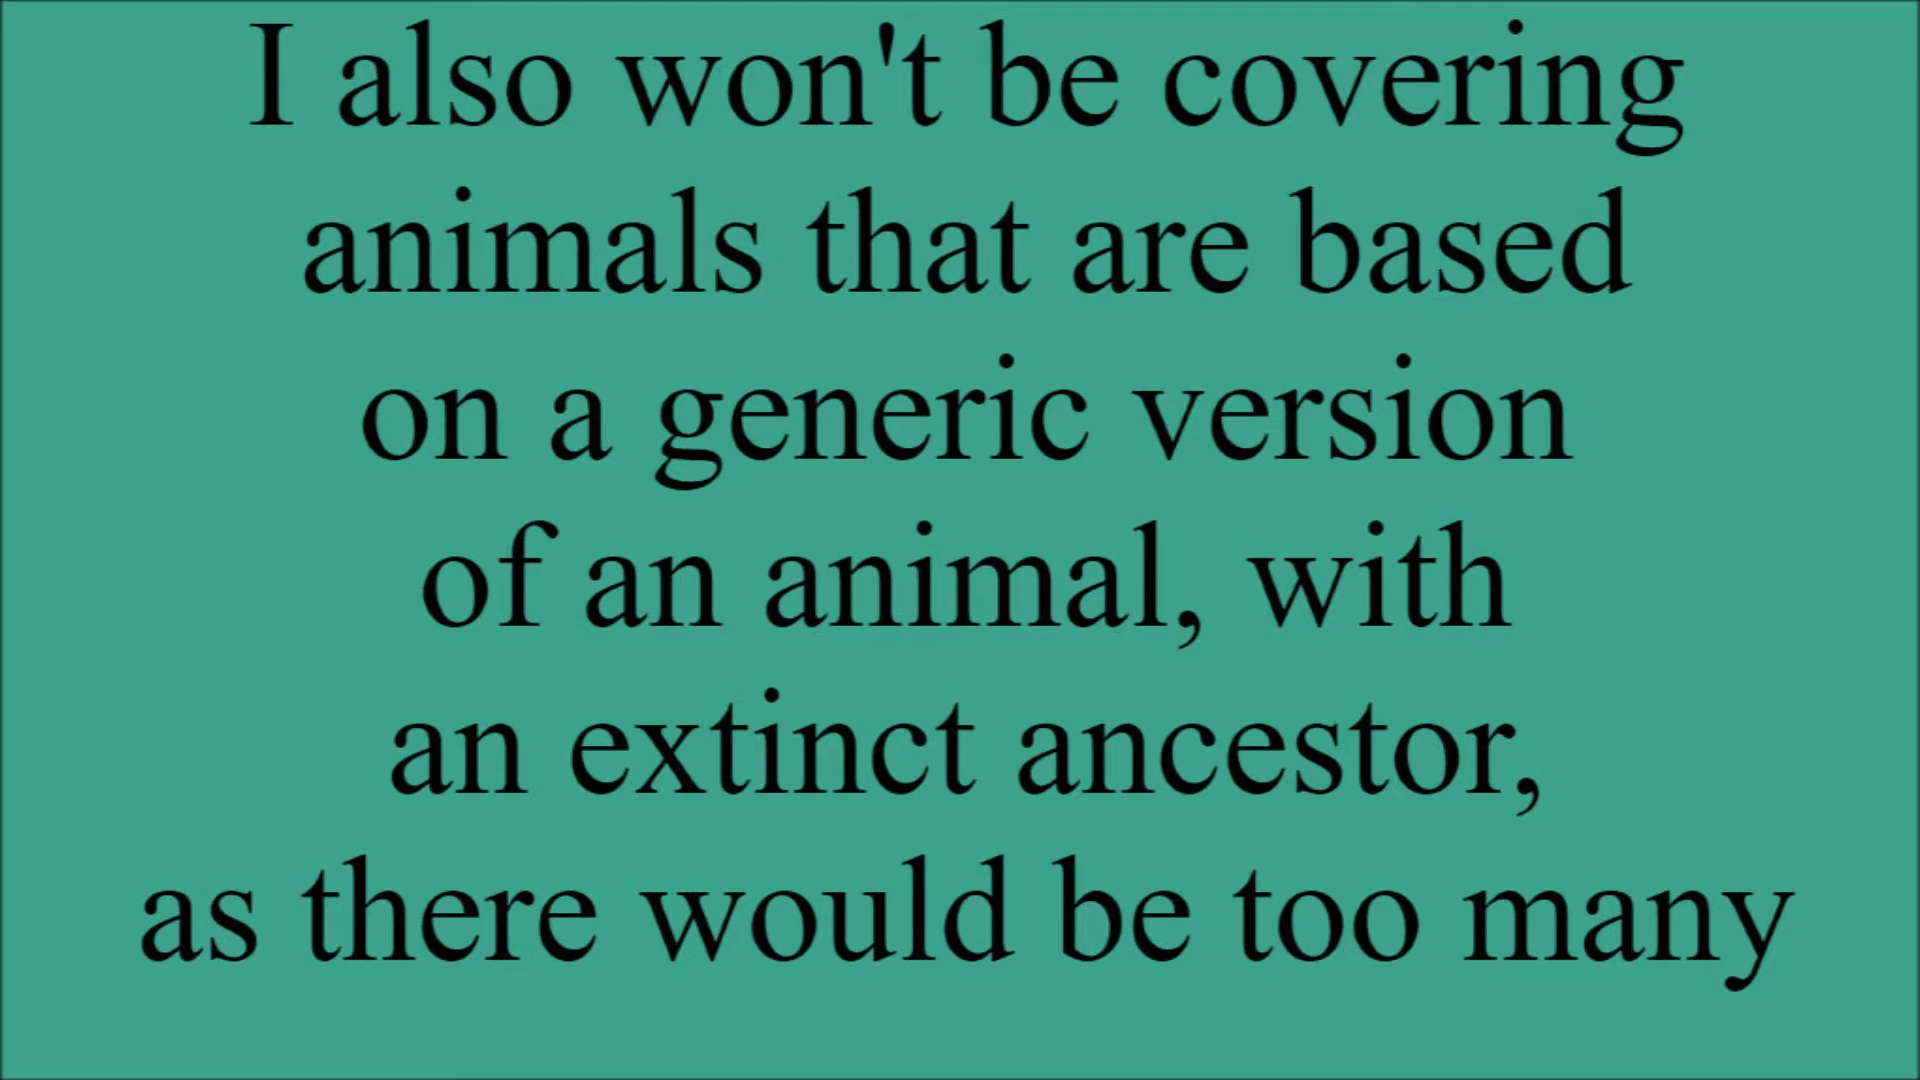 I also won't be covering
animals that are based
on a generic version
of an animal, with
an extinct ancestor,
as there would be too many